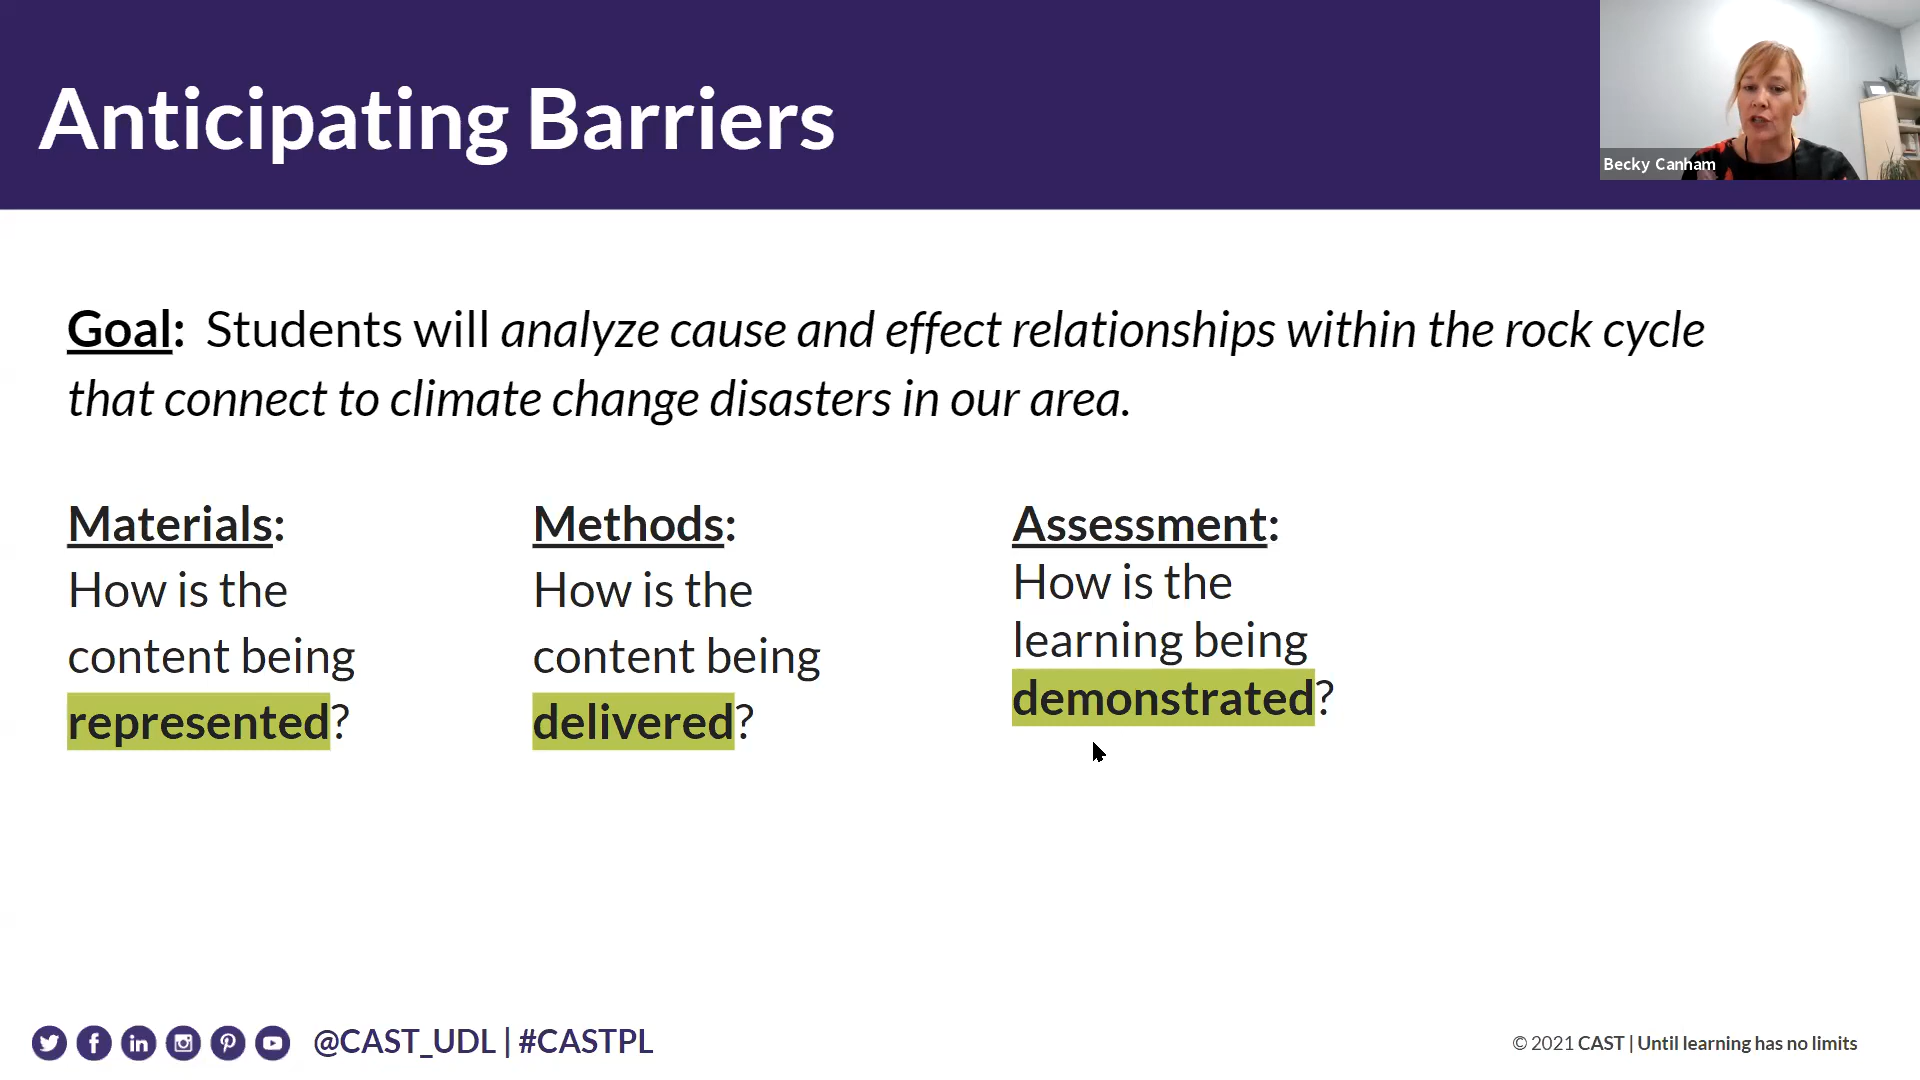 Anticipating Barriers
Becky Canham
Goal: Students will analyze cause and effect relationships within the rock cycle
that connect to climate change disasters in our area.
Materials:
How is the
content being
represented?
Methods:
How is the
content being
delivered?
Assessment:
How is the
learning being
demonstrated?
@CAST_UDL | #CASTPL
© 2021 CAST | Until learning has no limits